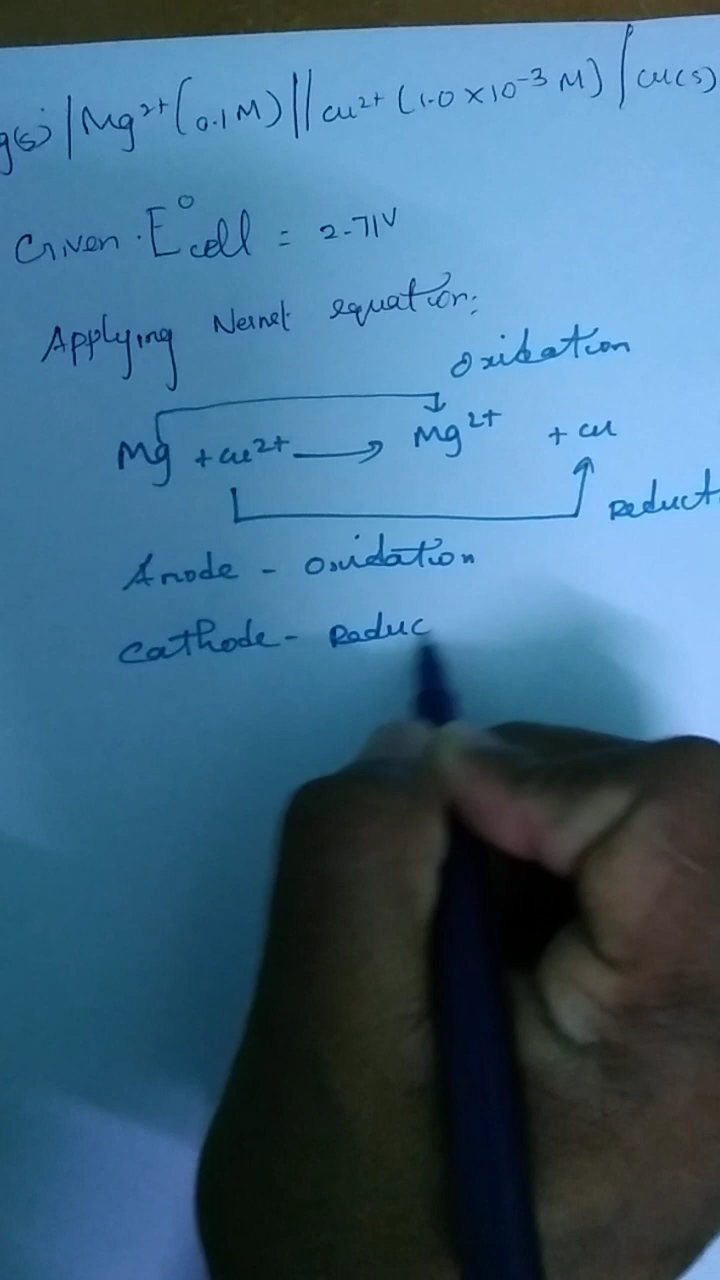 g(s) | Mg²⁺ (0.1M) || cu²⁺ (1.0 × 10⁻³ M) | cu(s)
Given. E°cell = 2.71V
Applying Nernst equation:
Oxidation
Mg + cu²⁺ → Mg²⁺ + cu
Reduct
Anode - Oxidation
Cathode - Reduc